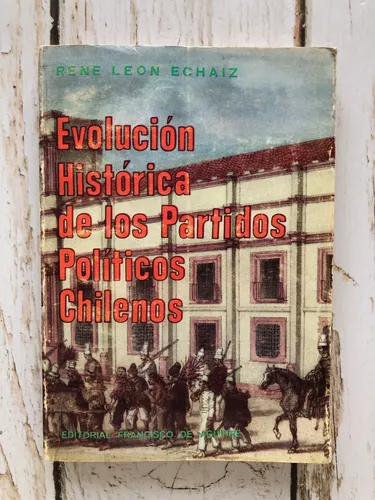 RENE LEON ECHAIZ
Evolución
Histórica
de los Partidos
Políticos
Chilenos
EDITORIAL FRANCISCO DE AGUIRRE